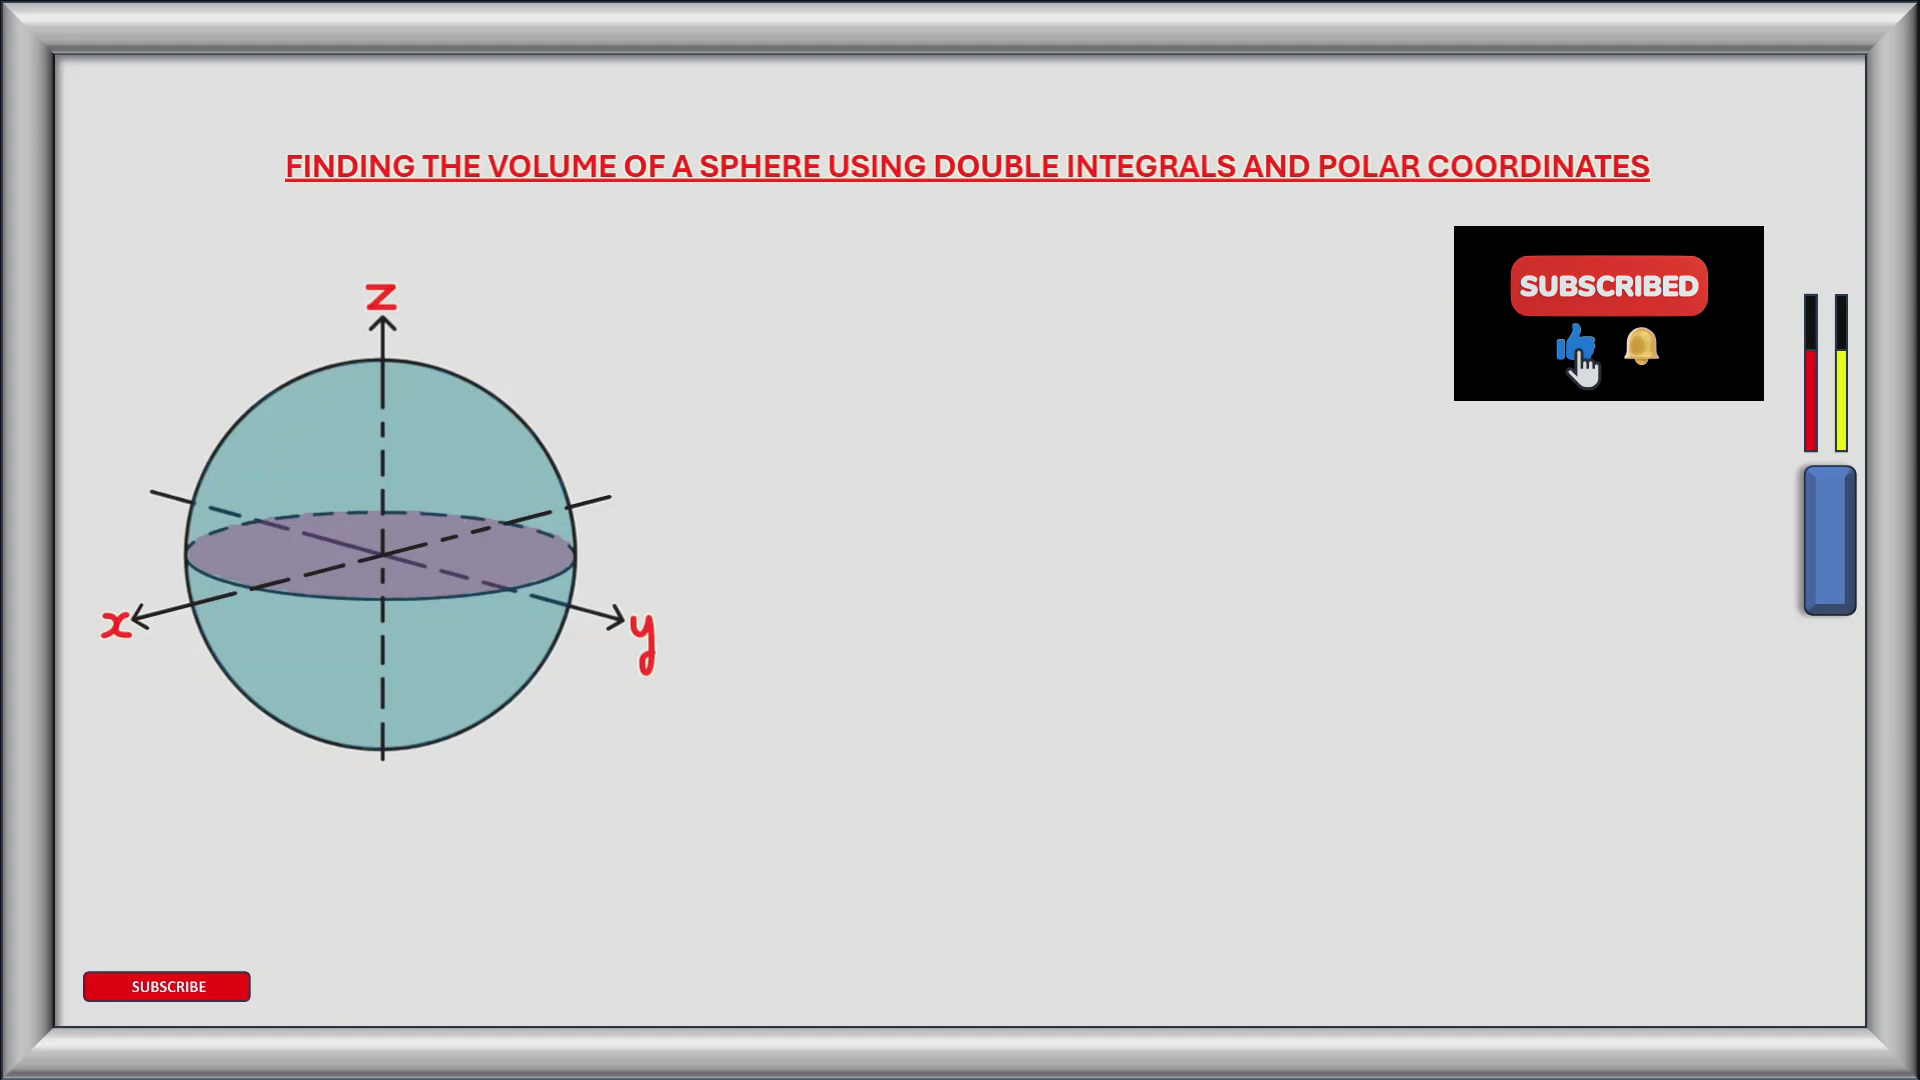 FINDING THE VOLUME OF A SPHERE USING DOUBLE INTEGRALS AND POLAR COORDINATES
SUBSCRIBED
z
x
y
SUBSCRIBE